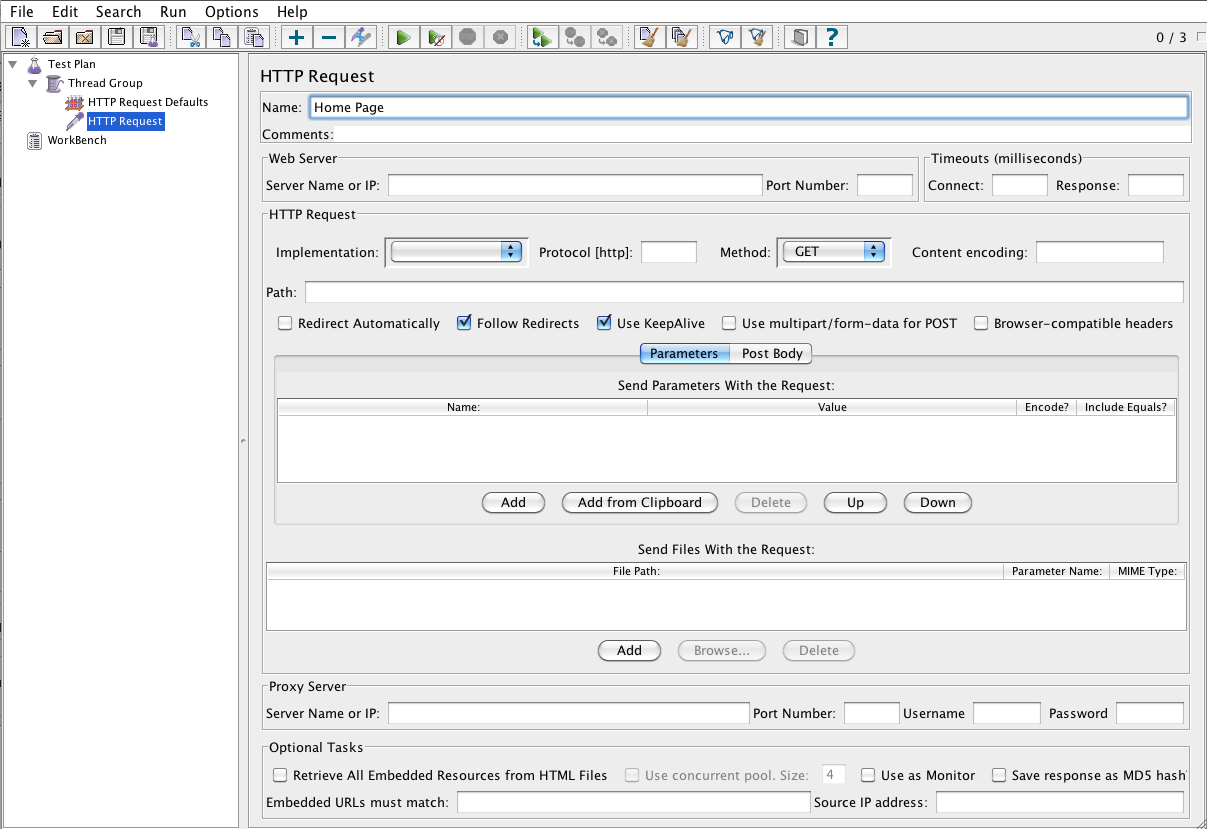 File Edit Search Run Options Help
0 / 3
Test Plan
Thread Group
HTTP Request Defaults
HTTP Request
WorkBench
HTTP Request
Name: Home Page
Comments:
Web Server
Server Name or IP: Port Number:
Timeouts (milliseconds)
Connect: Response:
HTTP Request
Implementation: Protocol [http]: Method: GET Content encoding:
Path:
Redirect Automatically Follow Redirects Use KeepAlive Use multipart/form-data for POST Browser-compatible headers
Parameters Post Body
Send Parameters With the Request:
Name: Value Encode? Include Equals?
Add Add from Clipboard Delete Up Down
Send Files With the Request:
File Path: Parameter Name: MIME Type:
Add Browse... Delete
Proxy Server
Server Name or IP: Port Number: Username Password
Optional Tasks
Retrieve All Embedded Resources from HTML Files Use concurrent pool. Size: 4 Use as Monitor Save response as MD5 hash
Embedded URLs must match: Source IP address: